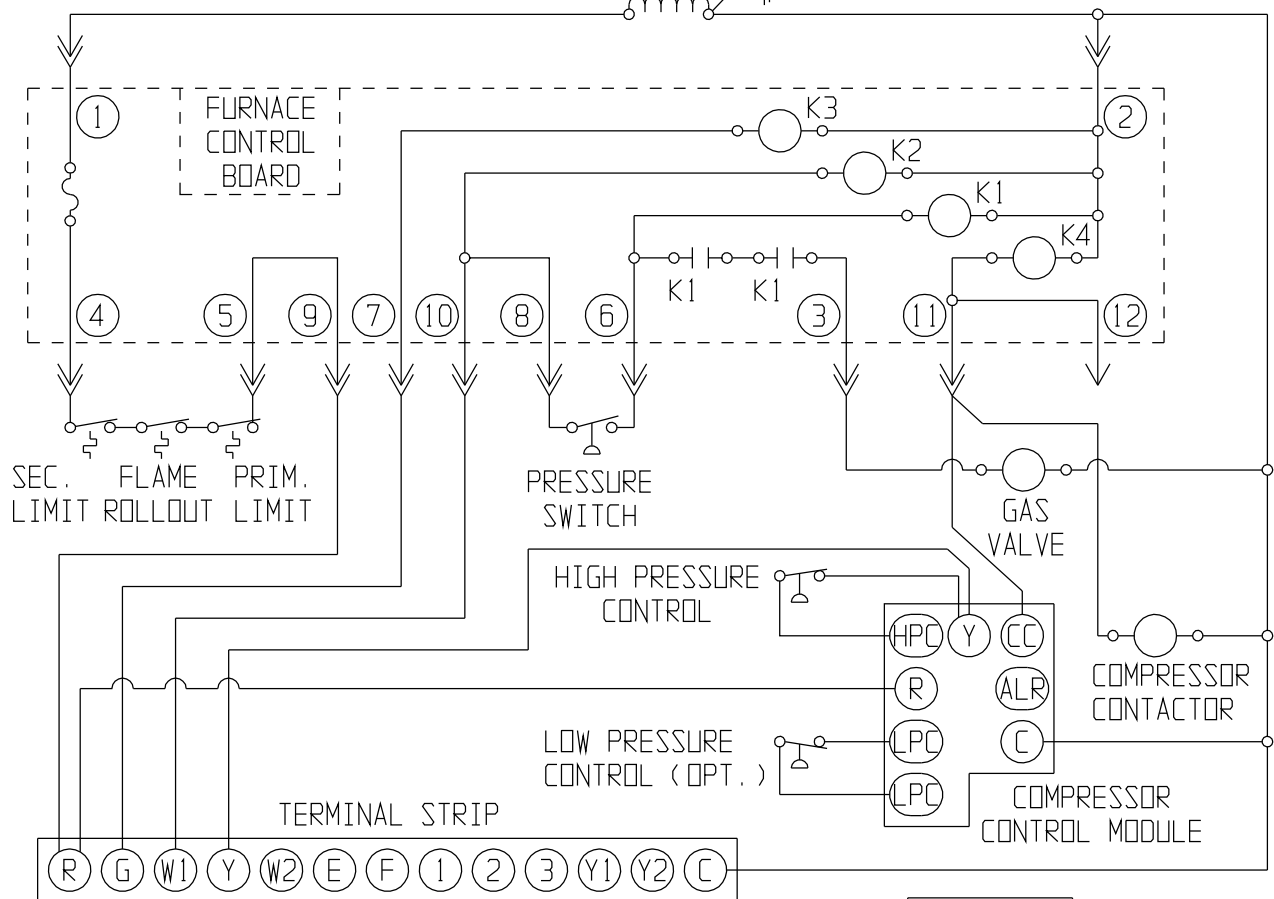 FURNACE
CONTROL
BOARD
1
2
K3
K2
K1
K4
K1 K1
4 5 9 7 10 8 6 3 11 12
SEC. FLAME PRIM.
LIMIT ROLLOUT LIMIT
PRESSURE
SWITCH
GAS
VALVE
HIGH PRESSURE
CONTROL
HPC Y CC
R ALR
LPC C
LPC
COMPRESSOR
CONTACTOR
LOW PRESSURE
CONTROL (OPT.)
COMPRESSOR
CONTROL MODULE
TERMINAL STRIP
R G W1 Y W2 E F 1 2 3 Y1 Y2 C